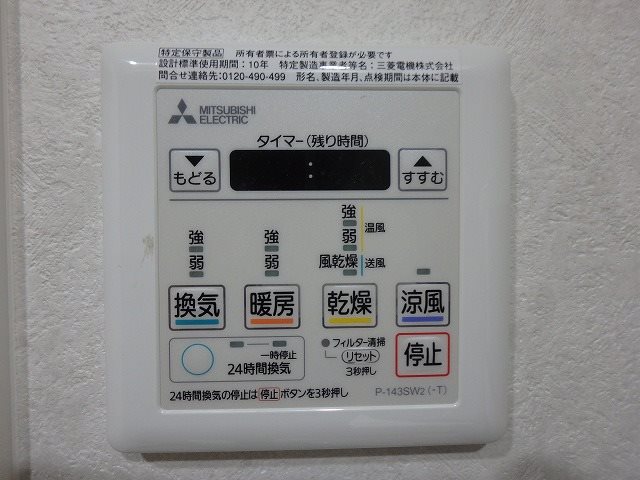 特定保守製品 所有者票による所有者登録が必要です
設計標準使用期間:10年 特定製造事業者等名:三菱電機株式会社
問合せ連絡先:0120-490-499 形名、製造年月、点検期間は本体に記載
MITSUBISHI
ELECTRIC
タイマー(残り時間)
▼ もどる : ▲ すすむ
強 強 強 温風
弱 弱 弱
風乾燥 送風
換気 暖房 乾燥 涼風
一時停止
24時間換気
フィルター清掃
リセット
3秒押し
停止
P-143SW2(-T)
24時間換気の停止は停止ボタンを3秒押し